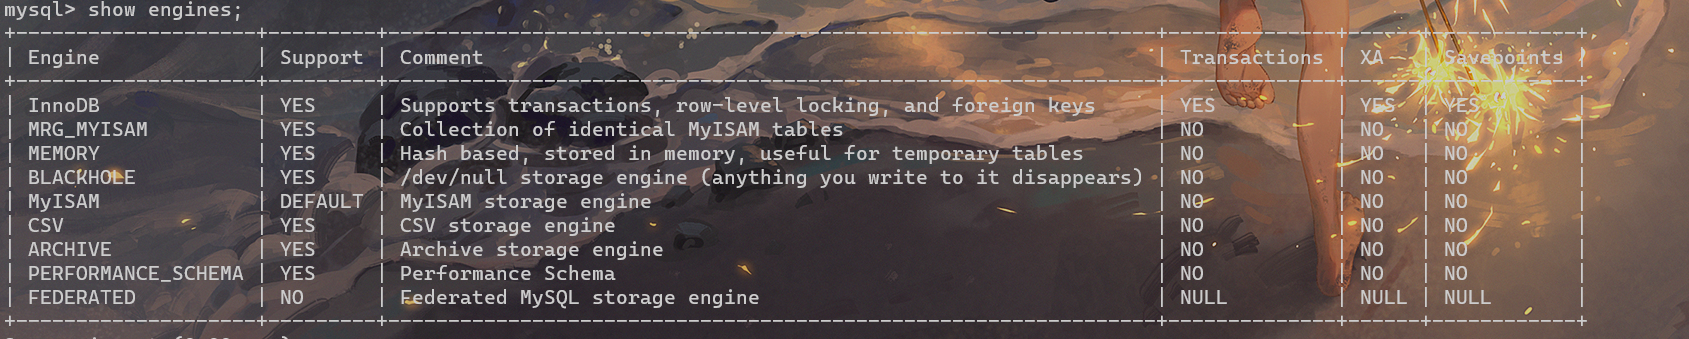 mysql> show engines;
+--------------------+---------+----------------------------------------------------------------+--------------+------+------------+
| Engine             | Support | Comment                                                        | Transactions | XA   | Savepoints |
+--------------------+---------+----------------------------------------------------------------+--------------+------+------------+
| InnoDB             | YES     | Supports transactions, row-level locking, and foreign keys     | YES          | YES  | YES        |
| MRG_MYISAM         | YES     | Collection of identical MyISAM tables                          | NO           | NO   | NO         |
| MEMORY             | YES     | Hash based, stored in memory, useful for temporary tables      | NO           | NO   | NO         |
| BLACKHOLE          | YES     | /dev/null storage engine (anything you write to it disappears) | NO           | NO   | NO         |
| MyISAM             | DEFAULT | MyISAM storage engine                                          | NO           | NO   | NO         |
| CSV                | YES     | CSV storage engine                                             | NO           | NO   | NO         |
| ARCHIVE            | YES     | Archive storage engine                                         | NO           | NO   | NO         |
| PERFORMANCE_SCHEMA | YES     | Performance Schema                                             | NO           | NO   | NO         |
| FEDERATED          | NO      | Federated MySQL storage engine                                 | NULL         | NULL | NULL       |
+--------------------+---------+----------------------------------------------------------------+--------------+------+------------+